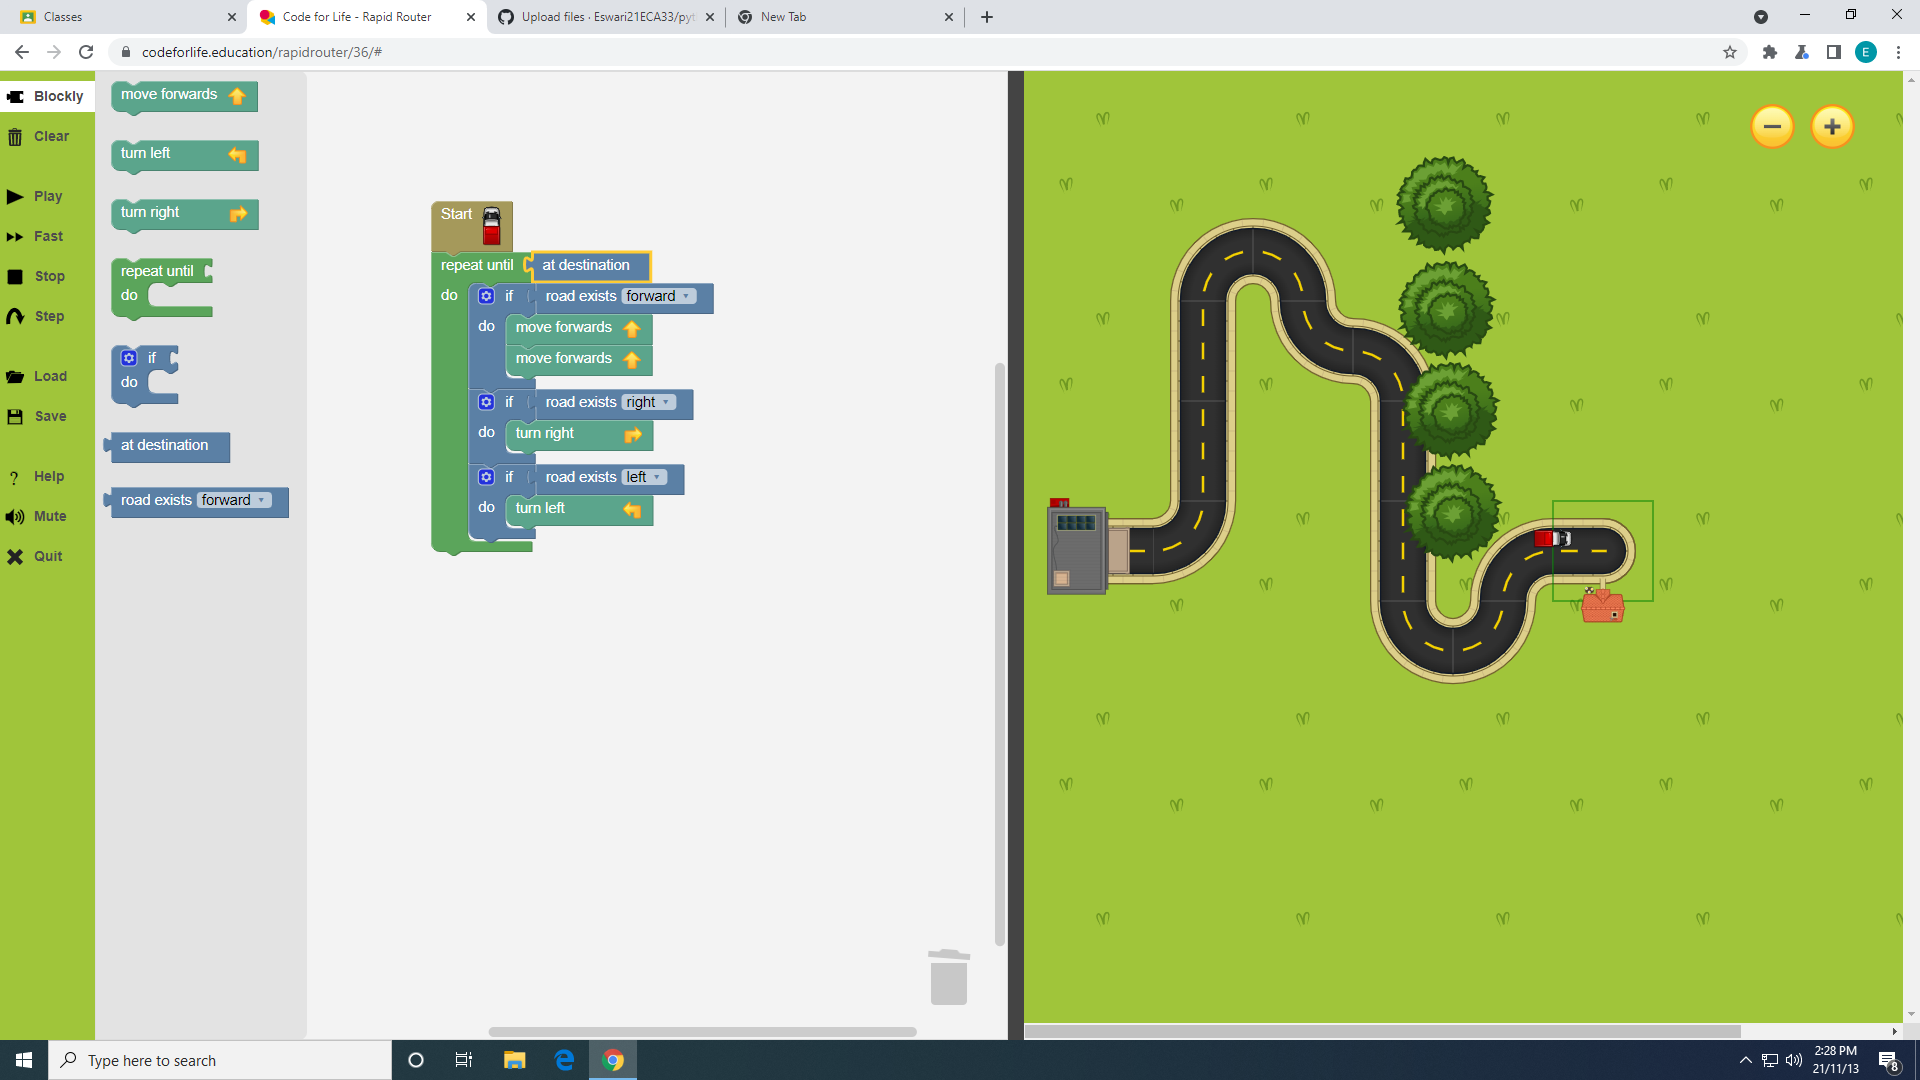 Classes
Code for Life - Rapid Router
Upload files · Eswari21ECA33/pyt
New Tab
codeforlife.education/rapidrouter/36/#
E
Blockly
Clear
Play
Fast
Stop
Step
Load
Save
? Help
Mute
Quit
move forwards
turn left
turn right
repeat until
do
if
do
at destination
road exists forward
Start
repeat until at destination
do if road exists forward
do move forwards
move forwards
if road exists right
do turn right
if road exists left
do turn left
Type here to search
2:28 PM
21/11/13
8